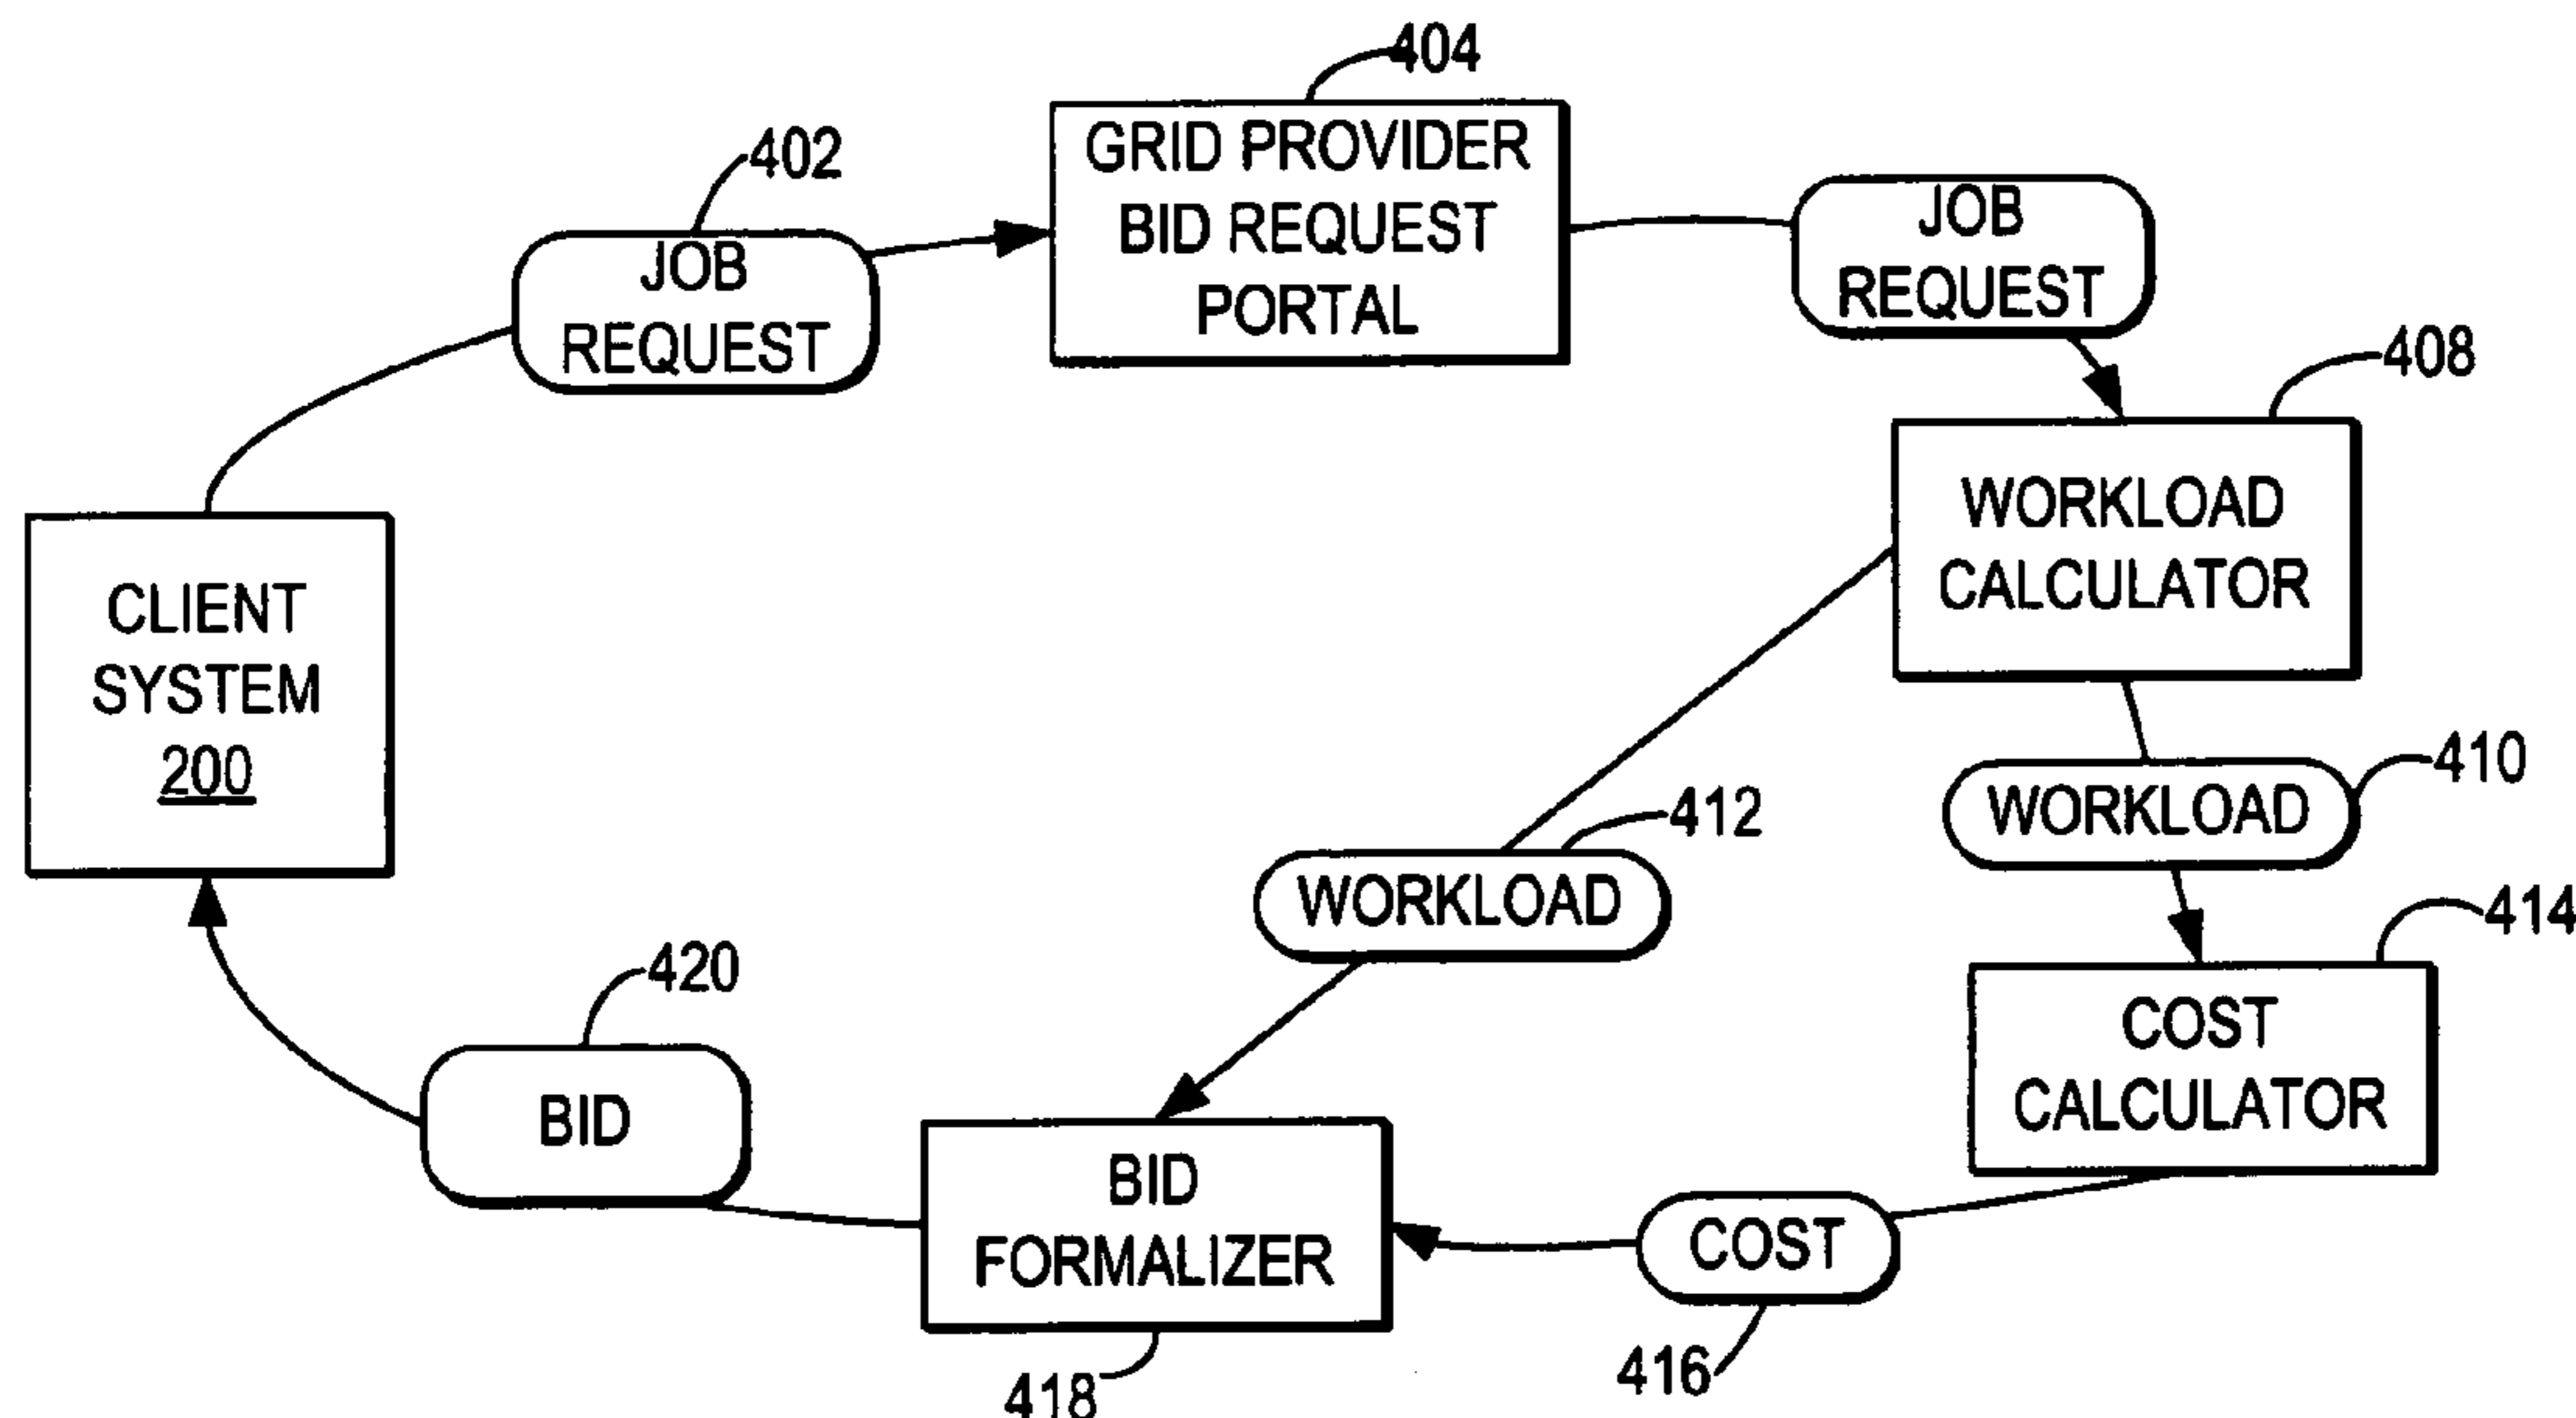 404
GRID PROVIDER
BID REQUEST
PORTAL
402
JOB
REQUEST
JOB
REQUEST
408
WORKLOAD
CALCULATOR
CLIENT
SYSTEM
200
410
WORKLOAD
412
WORKLOAD
414
COST
CALCULATOR
420
BID
BID
FORMALIZER
418
COST
416